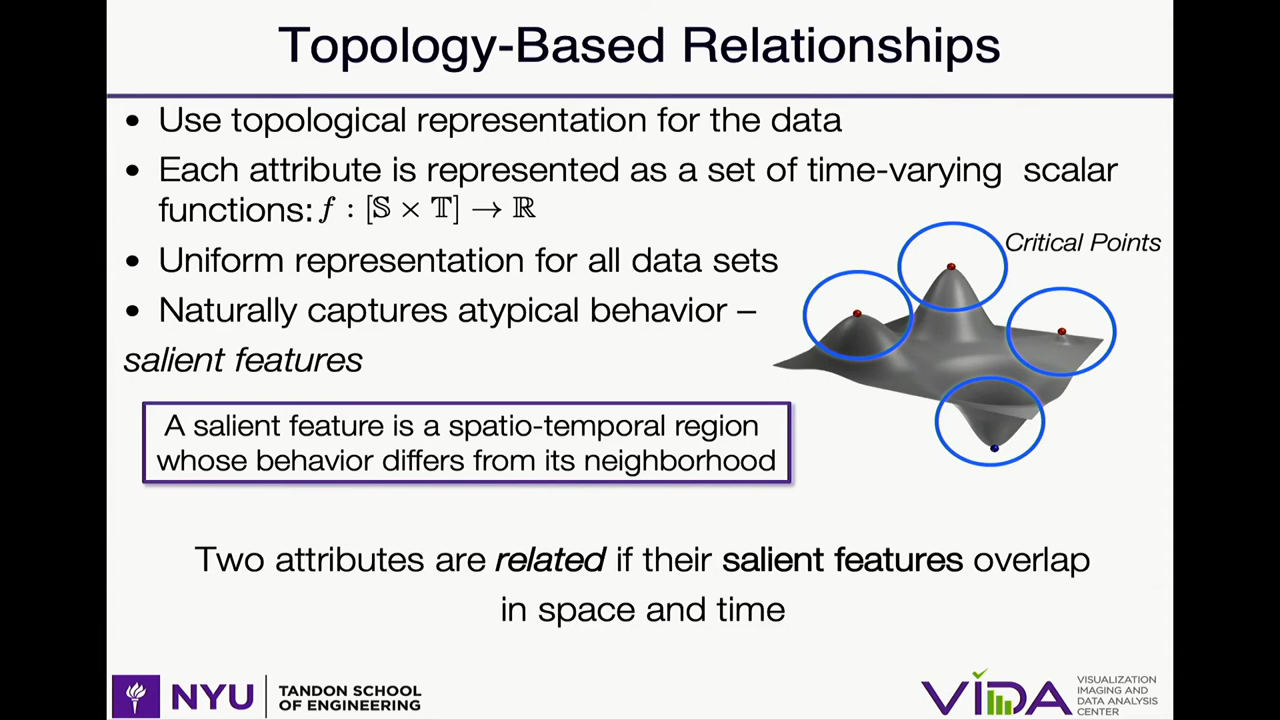 Topology-Based Relationships
• Use topological representation for the data
• Each attribute is represented as a set of time-varying scalar
functions: f : [𝕊 × 𝕋] → ℝ
Critical Points
• Uniform representation for all data sets
• Naturally captures atypical behavior –
salient features
A salient feature is a spatio-temporal region
whose behavior differs from its neighborhood
Two attributes are related if their salient features overlap
in space and time
NYU
TANDON SCHOOL
OF ENGINEERING
VIDA
VISUALIZATION
IMAGING AND
DATA ANALYSIS
CENTER